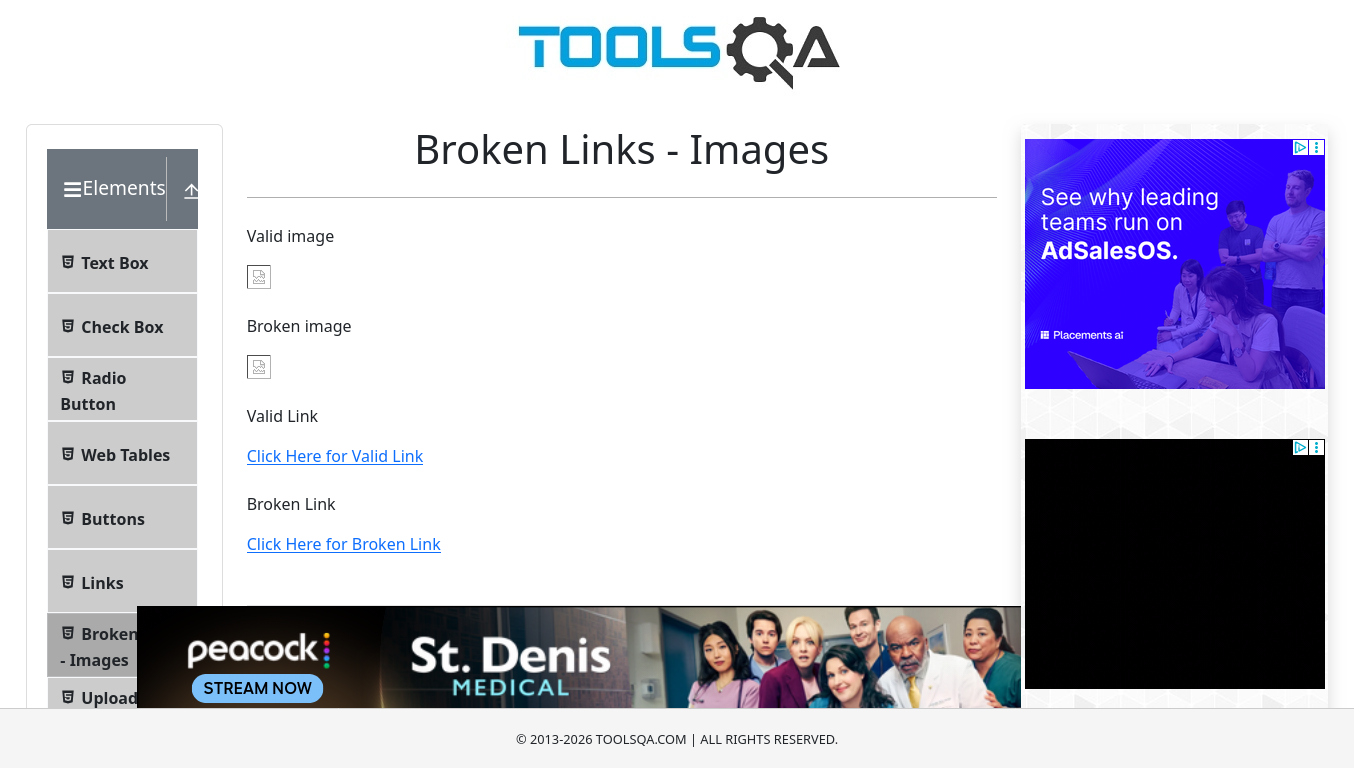 TOOLSQA
Elements
Text Box
Check Box
Radio
Button
Web Tables
Buttons
Links
Broken
- Images
Upload
Broken Links - Images
Valid image
Broken image
Valid Link
Click Here for Valid Link
Broken Link
Click Here for Broken Link
See why leading
teams run on
AdSalesOS.
Placements ai
peacock
STREAM NOW
St. Denis
MEDICAL
© 2013-2026 TOOLSQA.COM | ALL RIGHTS RESERVED.